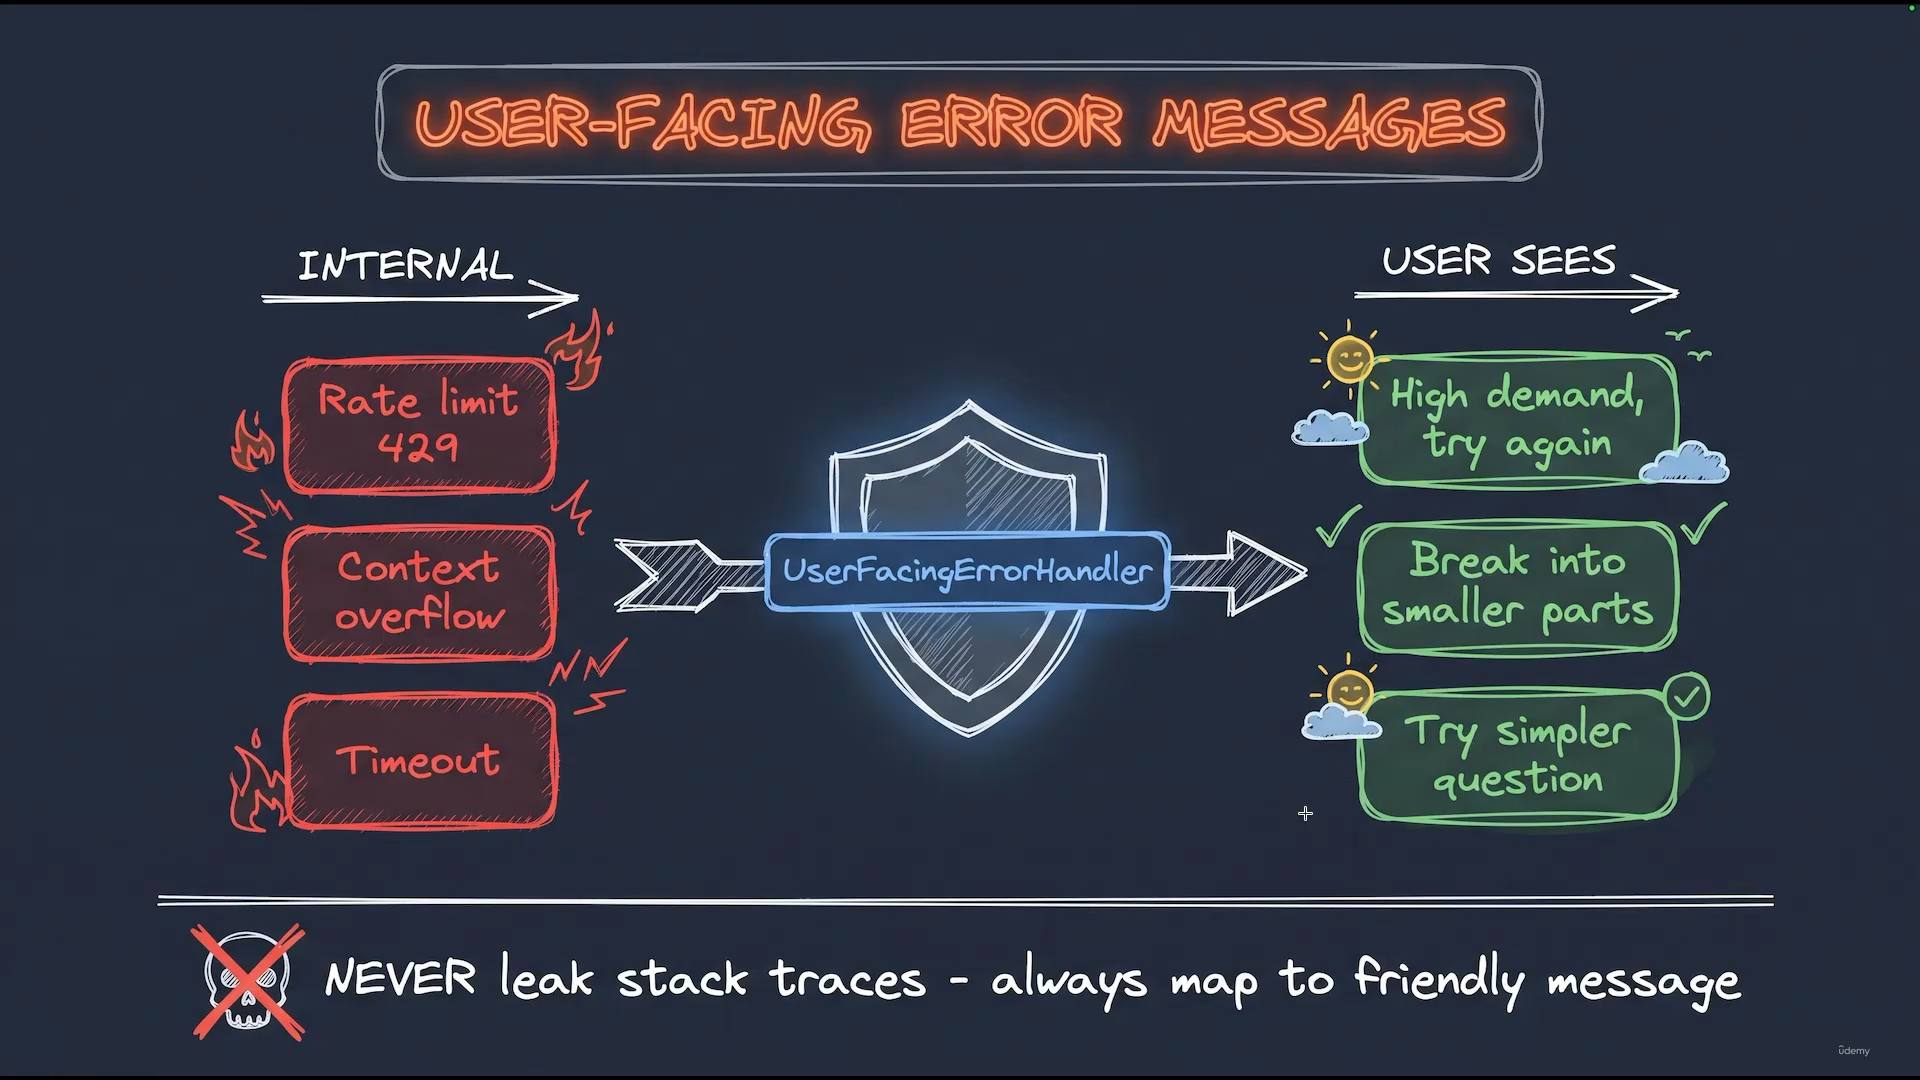 USER-FACING ERROR MESSAGES
INTERNAL
Rate limit
429
Context
overflow
Timeout
UserFacingErrorHandler
USER SEES
High demand,
try again
Break into
smaller parts
Try simpler
question
NEVER leak stack traces - always map to friendly message
udemy